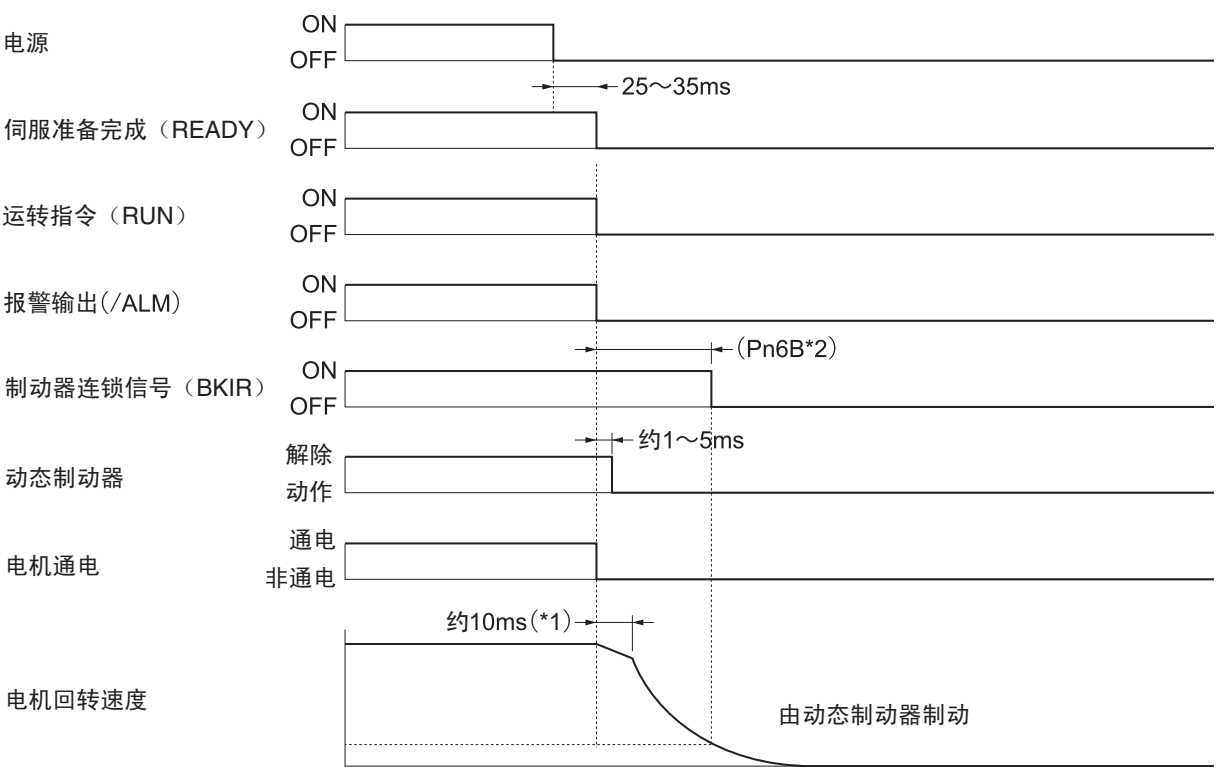 电源
ON
OFF
25～35ms
伺服准备完成（READY）
ON
OFF
运转指令（RUN）
ON
OFF
报警输出(/ALM)
ON
OFF
(Pn6B*2)
制动器连锁信号（BKIR）
ON
OFF
约1～5ms
动态制动器
解除
动作
电机通电
通电
非通电
约10ms(*1)
电机回转速度
由动态制动器制动